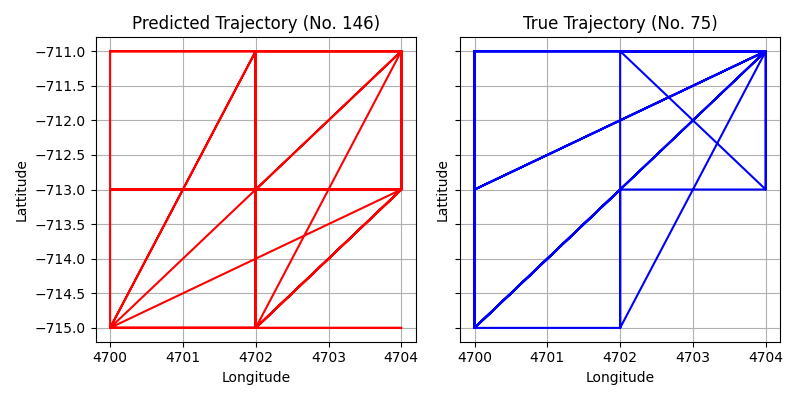 Predicted Trajectory (No. 146)
True Trajectory (No. 75)
−711.0
−711.5
−712.0
−712.5
−713.0
−713.5
−714.0
−714.5
−715.0
Lattitude
Lattitude
4700 4701 4702 4703 4704
4700 4701 4702 4703 4704
Longitude
Longitude